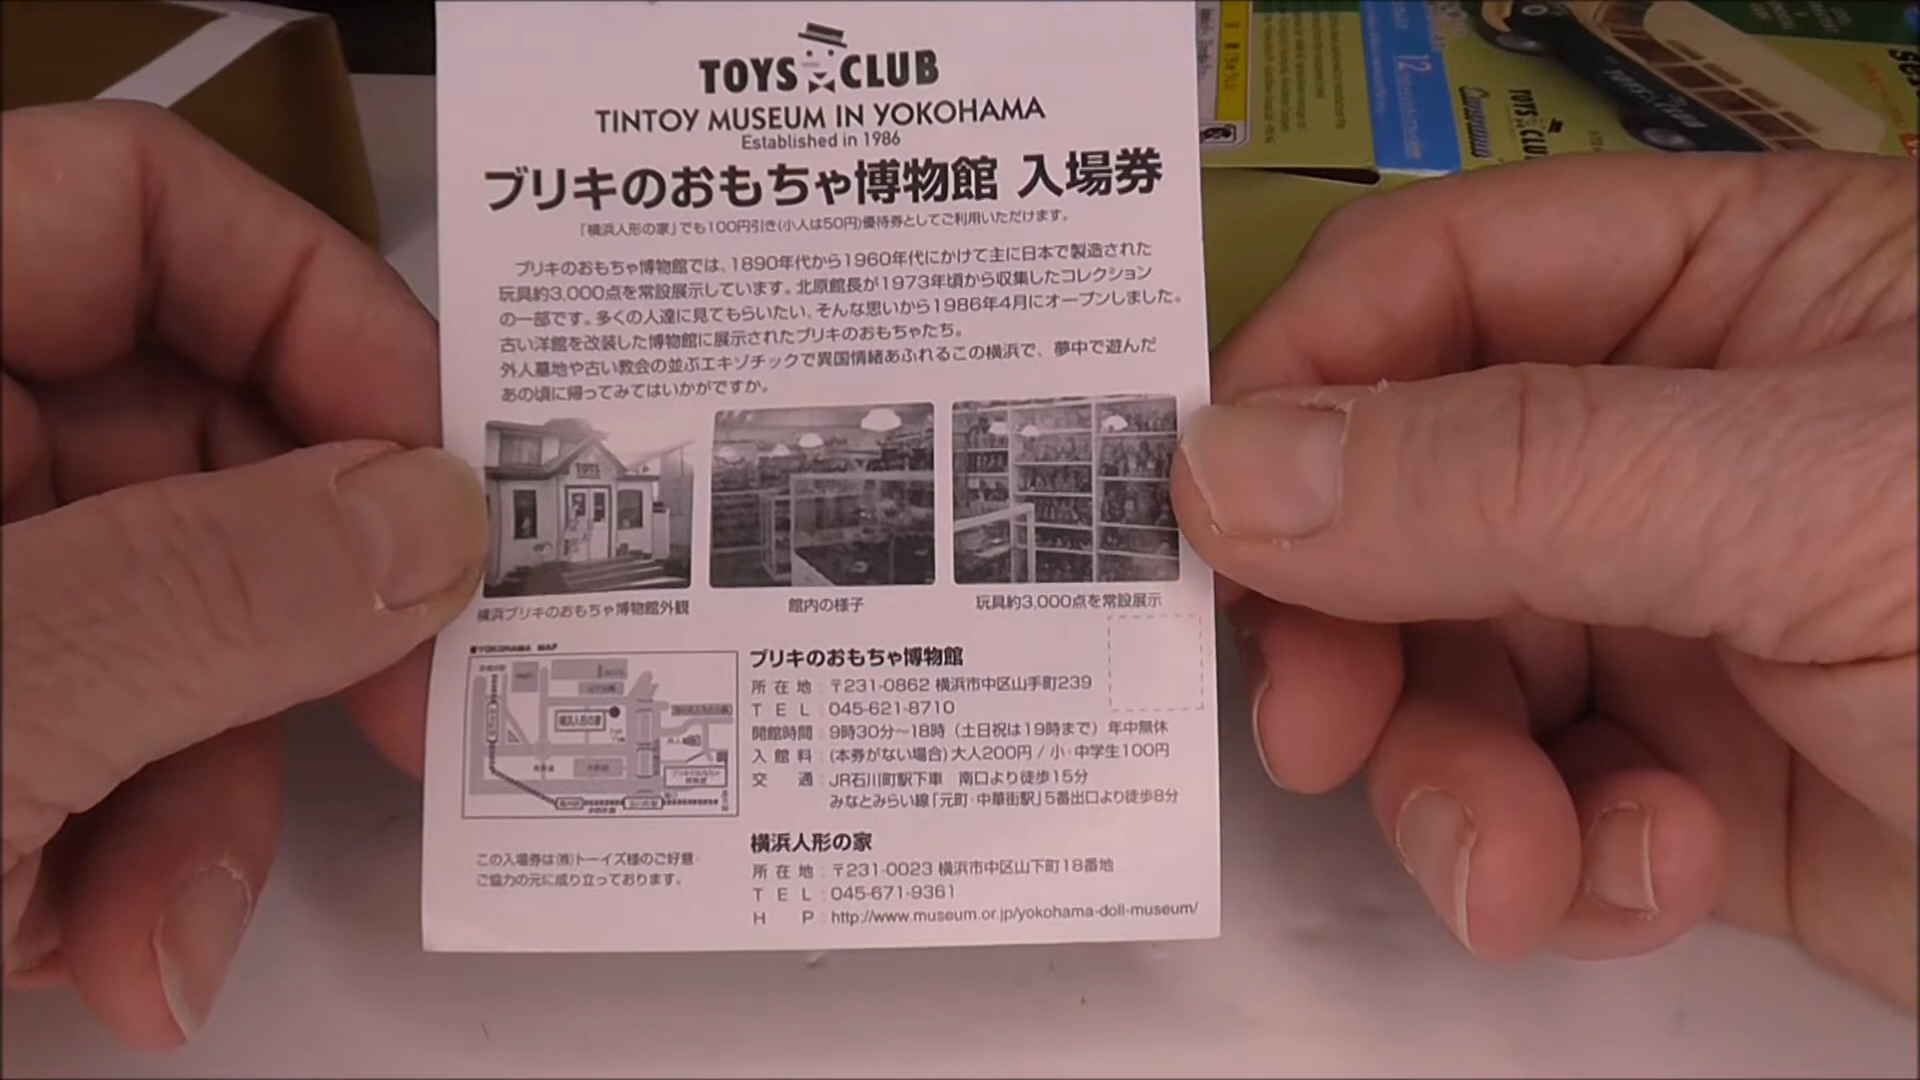 TOYS CLUB
TINTOY MUSEUM IN YOKOHAMA
Established in 1986
ブリキのおもちゃ博物館 入場券
「横浜人形の家」でも100円引き(小人は50円)優待券としてご利用いただけます。
ブリキのおもちゃ博物館では、1890年代から1960年代にかけて主に日本で製造された
玩具約3,000点を常設展示しています。北原館長が1973年頃から収集したコレクション
の一部です。多くの人達に見てもらいたい、そんな思いから1986年4月にオープンしました。
古い洋館を改装した博物館に展示されたブリキのおもちゃたち。
外人墓地や古い教会の並ぶエキゾチックで異国情緒あふれるこの横浜で、夢中で遊んだ
あの頃に帰ってみてはいかがですか。
TOYS
横浜ブリキのおもちゃ博物館外観
館内の様子
玩具約3,000点を常設展示
■YOKOHAMA MAP
横浜人形の家
ブリキのおもちゃ博物館
所在地：〒231-0862 横浜市中区山手町239
TEL：045-621-8710
開館時間：9時30分～18時（土日祝は19時まで）年中無休
入館料：(本券がない場合)大人200円 / 小・中学生100円
交通：JR石川町駅下車 南口より徒歩15分
みなとみらい線「元町・中華街駅」5番出口より徒歩8分
横浜人形の家
所在地：〒231-0023 横浜市中区山下町18番地
TEL：045-671-9361
HP：http://www.museum.or.jp/yokohama-doll-museum/
この入場券は(株)トーイズ様のご好意・
ご協力の元に成り立っております。
TOYS CLUB
12